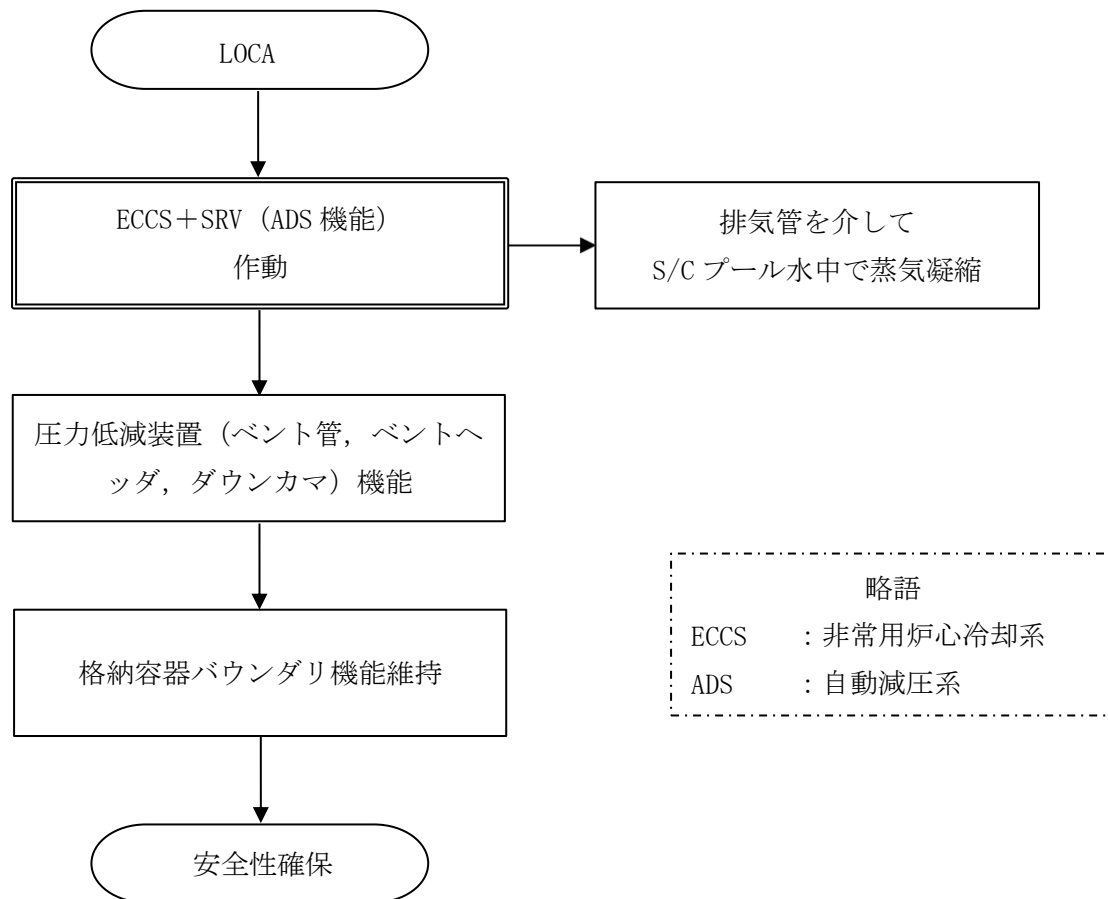 LOCA
ECCS+SRV(ADS 機能)
作動
排気管を介して
S/C プール水中で蒸気凝縮
圧力低減装置(ベント管,ベントヘ
ッダ,ダウンカマ)機能
格納容器バウンダリ機能維持
安全性確保
略語
ECCS :非常用炉心冷却系
ADS :自動減圧系